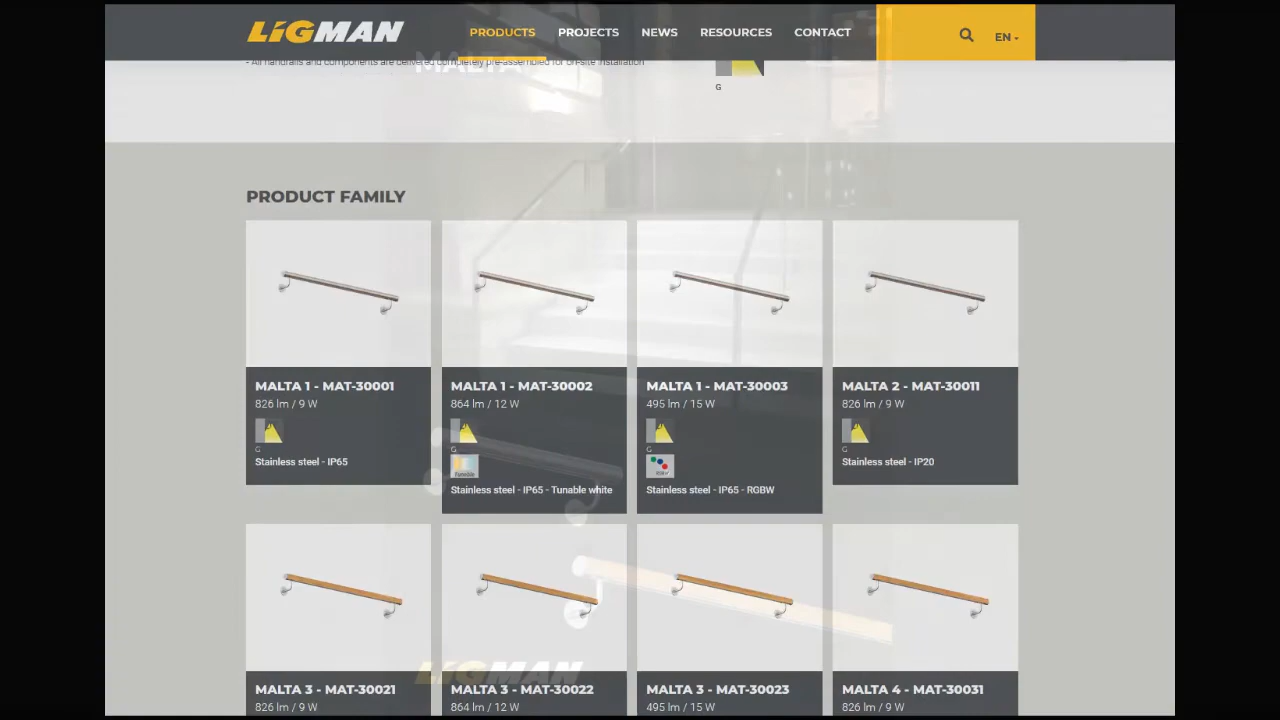 LIGMAN
PRODUCTS
PROJECTS
NEWS
RESOURCES
CONTACT
EN
MALTA
- All handrails and components are delivered completely pre-assembled for on-site installation
G
PRODUCT FAMILY
MALTA 1 - MAT-30001
826 lm / 9 W
G
Stainless steel - IP65
MALTA 1 - MAT-30002
864 lm / 12 W
G
Tunable
Stainless steel - IP65 - Tunable white
MALTA 1 - MAT-30003
495 lm / 15 W
G
RGBW
Stainless steel - IP65 - RGBW
MALTA 2 - MAT-30011
826 lm / 9 W
G
Stainless steel - IP20
MALTA 3 - MAT-30021
826 lm / 9 W
MALTA 3 - MAT-30022
864 lm / 12 W
MALTA 3 - MAT-30023
495 lm / 15 W
MALTA 4 - MAT-30031
826 lm / 9 W
LIGMAN